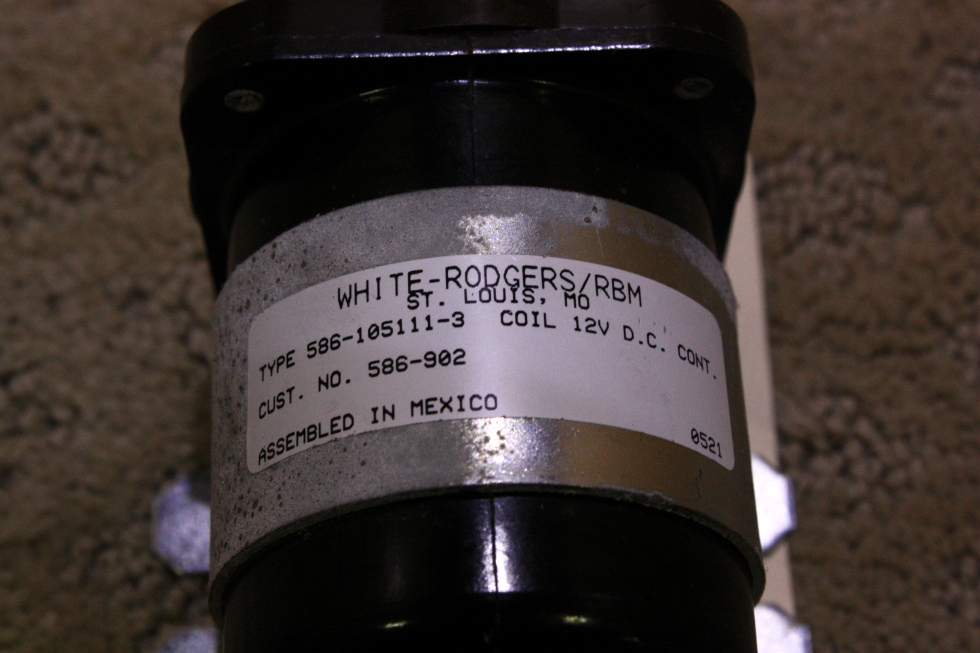 WHITE-RODGERS/RBM
ST. LOUIS, MO
TYPE 586-105111-3 COIL 12V D.C. CONT.
CUST. NO. 586-902
ASSEMBLED IN MEXICO 0521